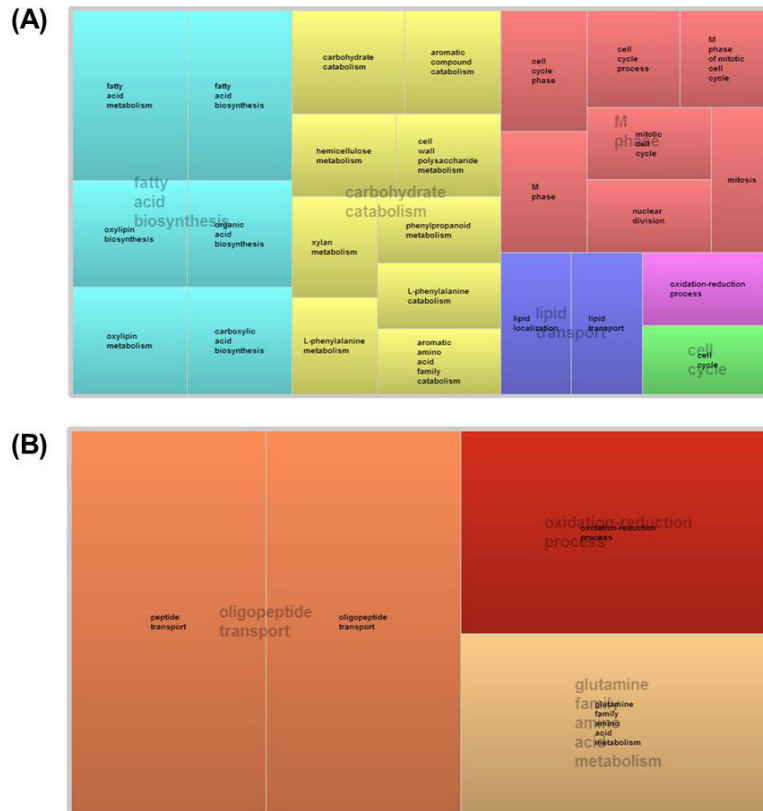 (A)
fatty
acid
metabolism
fatty
acid
biosynthesis
oxylipin
biosynthesis
organic
acid
biosynthesis
oxylipin
metabolism
carboxylic
acid
biosynthesis
fatty
acid
biosynthesis
carbohydrate
catabolism
aromatic
compound
catabolism
hemicellulose
metabolism
cell
wall
polysaccharide
metabolism
xylan
metabolism
phenylpropanoid
metabolism
L-phenylalanine
catabolism
L-phenylalanine
metabolism
aromatic
amino
acid
family
catabolism
carbohydrate
catabolism
cell
cycle
phase
cell
cycle
process
M
phase
of mitotic
cell
cycle
M
phase
mitotic
cell
cycle
mitosis
nuclear
division
M
phase
lipid
localization
lipid
transport
lipid
transport
oxidation-reduction
process
cell
cycle
cell
cycle
(B)
peptide
transport
oligopeptide
transport
oligopeptide
transport
oxidation-reduction
process
oxidation-reduction
process
glutamine
family
amino
acid
metabolism
glutamine
family
amino
acid
metabolism